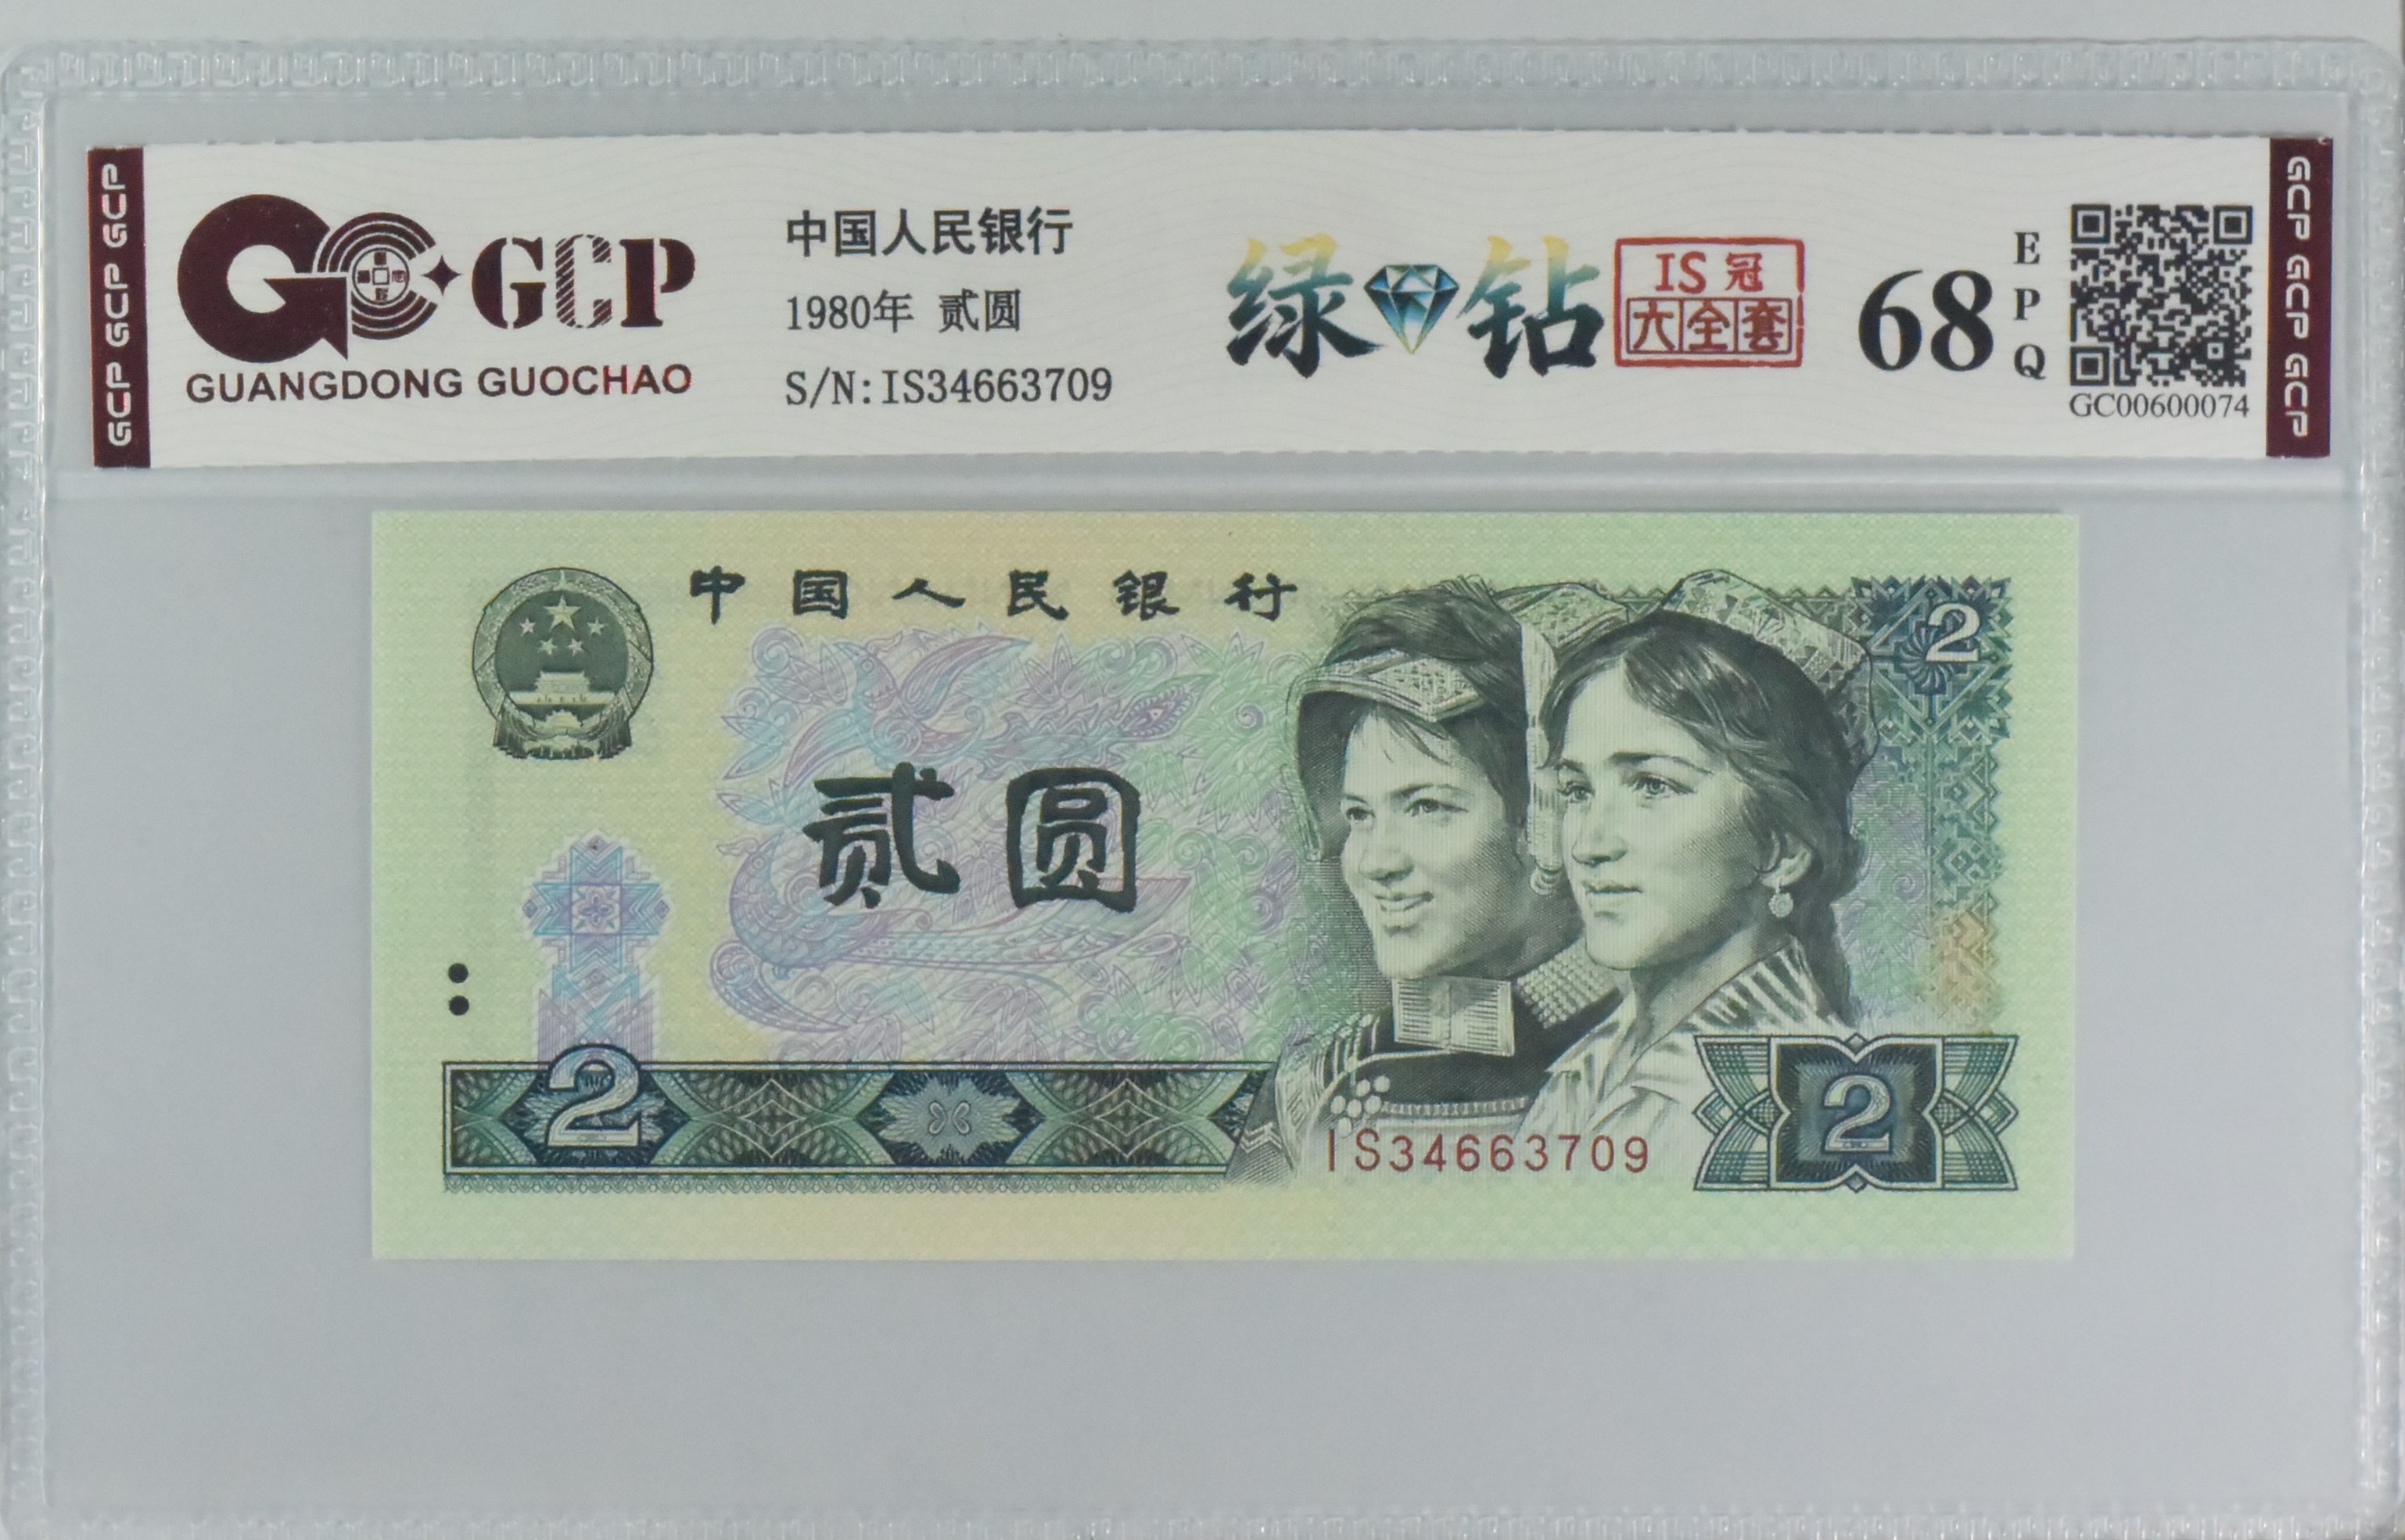 GCP GCP GCP
GCP
GUANGDONG GUOCHAO
中国人民银行
1980年 贰圆
S/N:IS34663709
绿钻
IS冠
大全套
68
EPQ
GC00600074
GCP GCP GCP
中国人民银行
2
贰圆
2
IS34663709
2